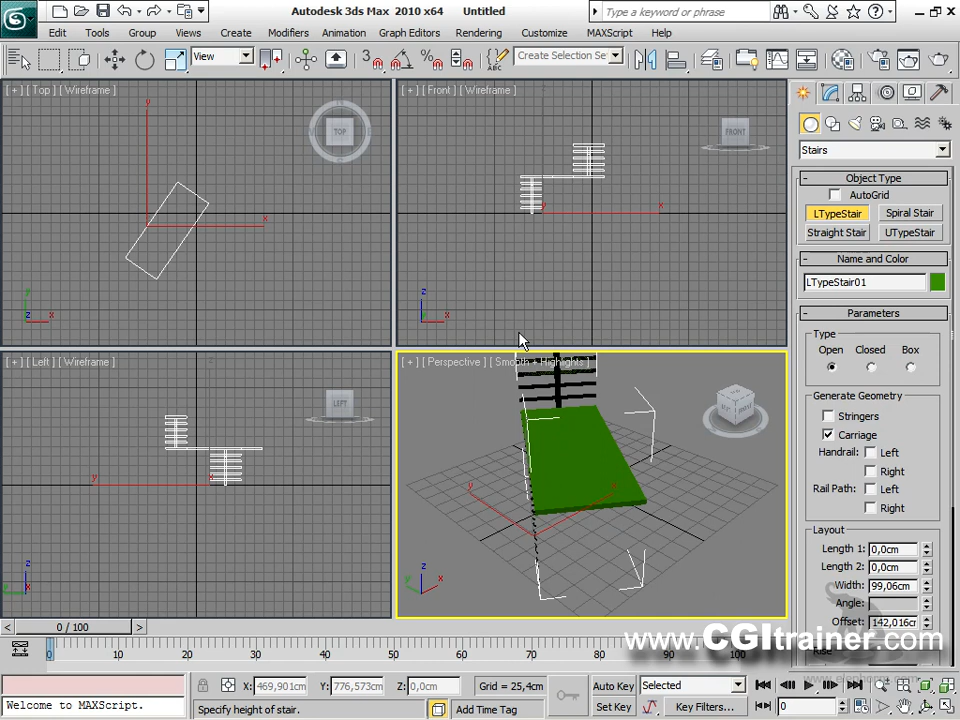 Autodesk 3ds Max 2010 x64 Untitled
Type a keyword or phrase
Edit Tools Group Views Create Modifiers Animation Graph Editors Rendering Customize MAXScript Help
View
3
Create Selection Se
[ + ] [ Top ] [ Wireframe ]
TOP
y
x
y
z x
[ + ] [ Front ] [ Wireframe ]
FRONT
y
x
z
x
[ + ] [ Left ] [ Wireframe ]
LEFT
y
x
z
[ + ] [ Perspective ] [ Smooth + Highlights ]
z
x
Stairs
Object Type
AutoGrid
LTypeStair Spiral Stair
Straight Stair UTypeStair
Name and Color
LTypeStair01
Parameters
Type
Open Closed Box
Generate Geometry
Stringers
Carriage
Handrail: Left
Right
Rail Path: Left
Right
Layout
Length 1: 0,0cm
Length 2: 0,0cm
Width: 99,06cm
Angle:
Offset: 142,016cm
Rise
www.CGItrainer.com
0 / 100
0 10 20 30 40 50 60 70 80 90 100
X: 469,901cm Y: 776,573cm Z: 0,0cm Grid = 25,4cm
Auto Key Selected
Welcome to MAXScript.
Specify height of stair.
Add Time Tag
Set Key Key Filters... 0